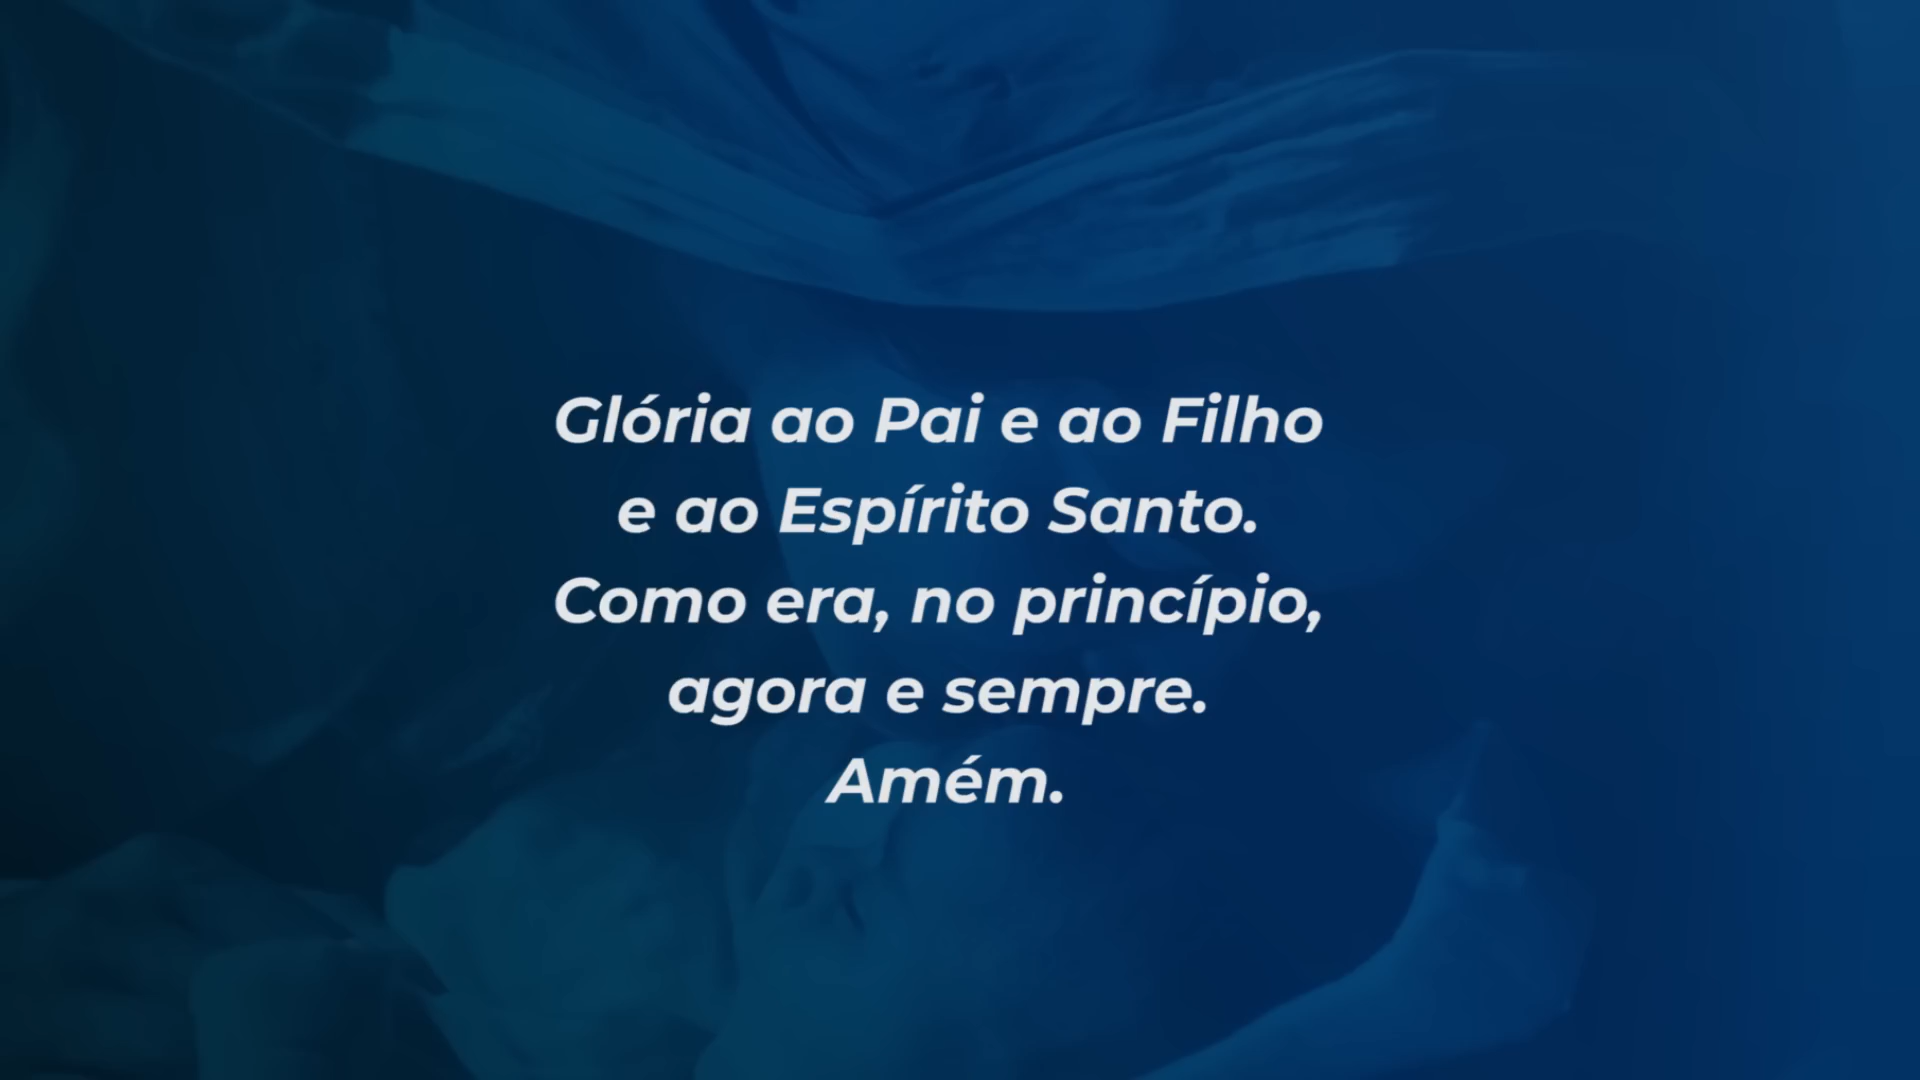 Glória ao Pai e ao Filho
e ao Espírito Santo.
Como era, no princípio,
agora e sempre.
Amém.